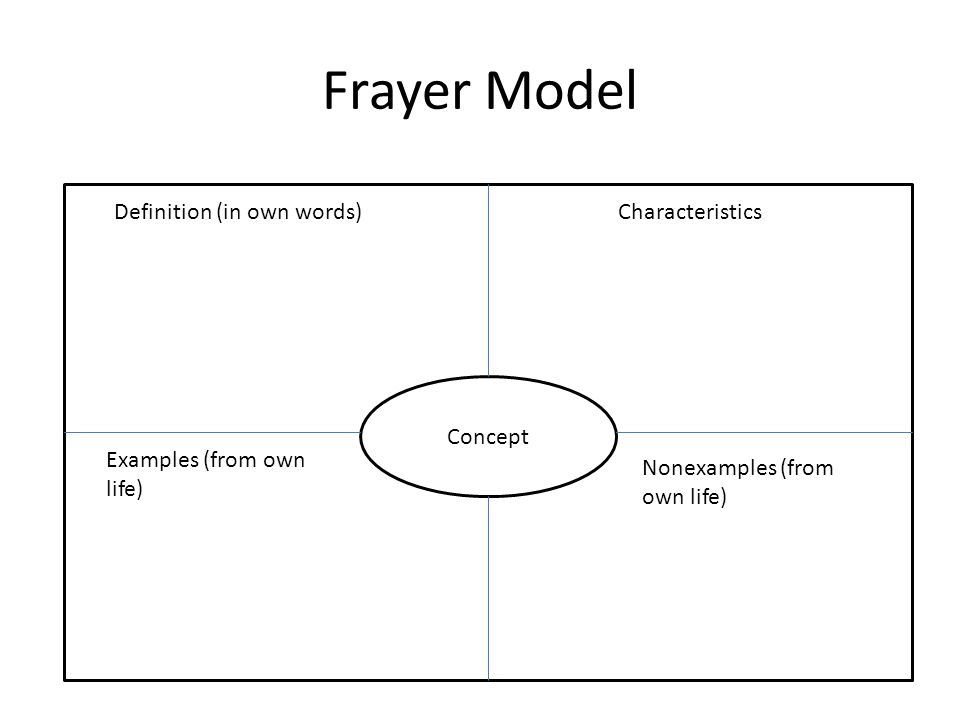 Frayer Model
Definition (in own words)
Characteristics
Concept
Examples (from own
life)
Nonexamples (from
own life)